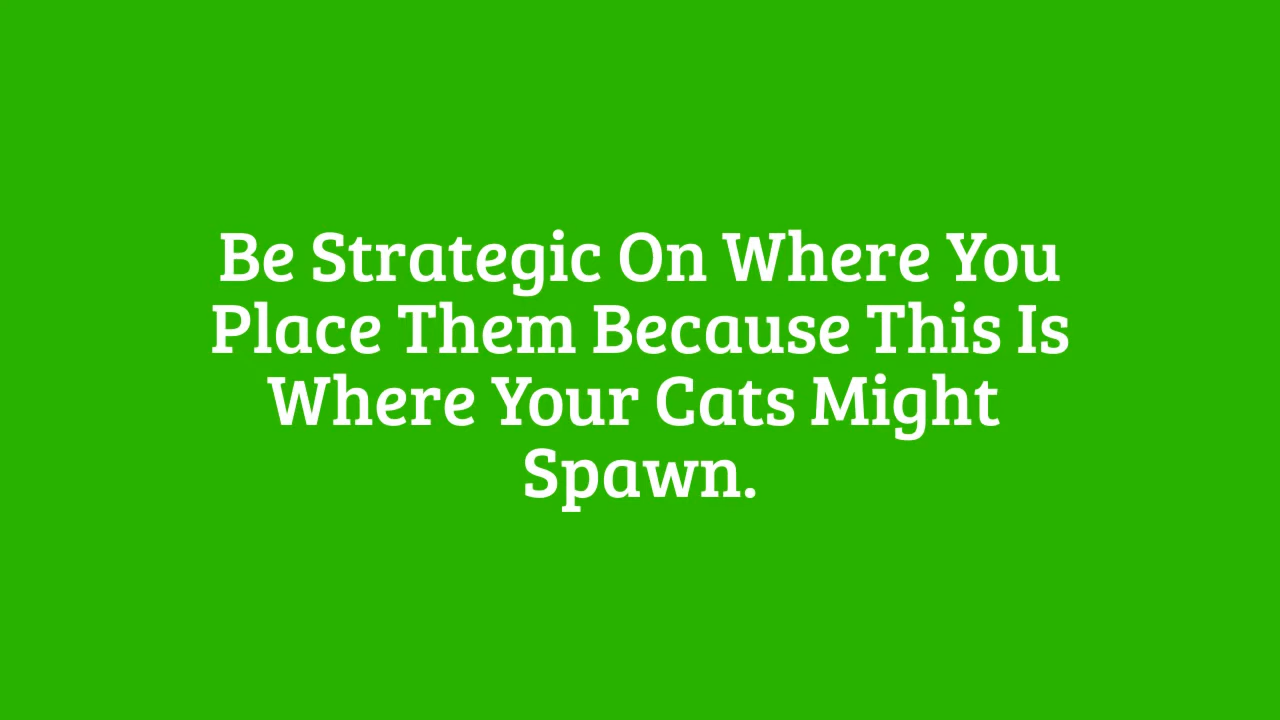 Be Strategic On Where You
Place Them Because This Is
Where Your Cats Might
Spawn.